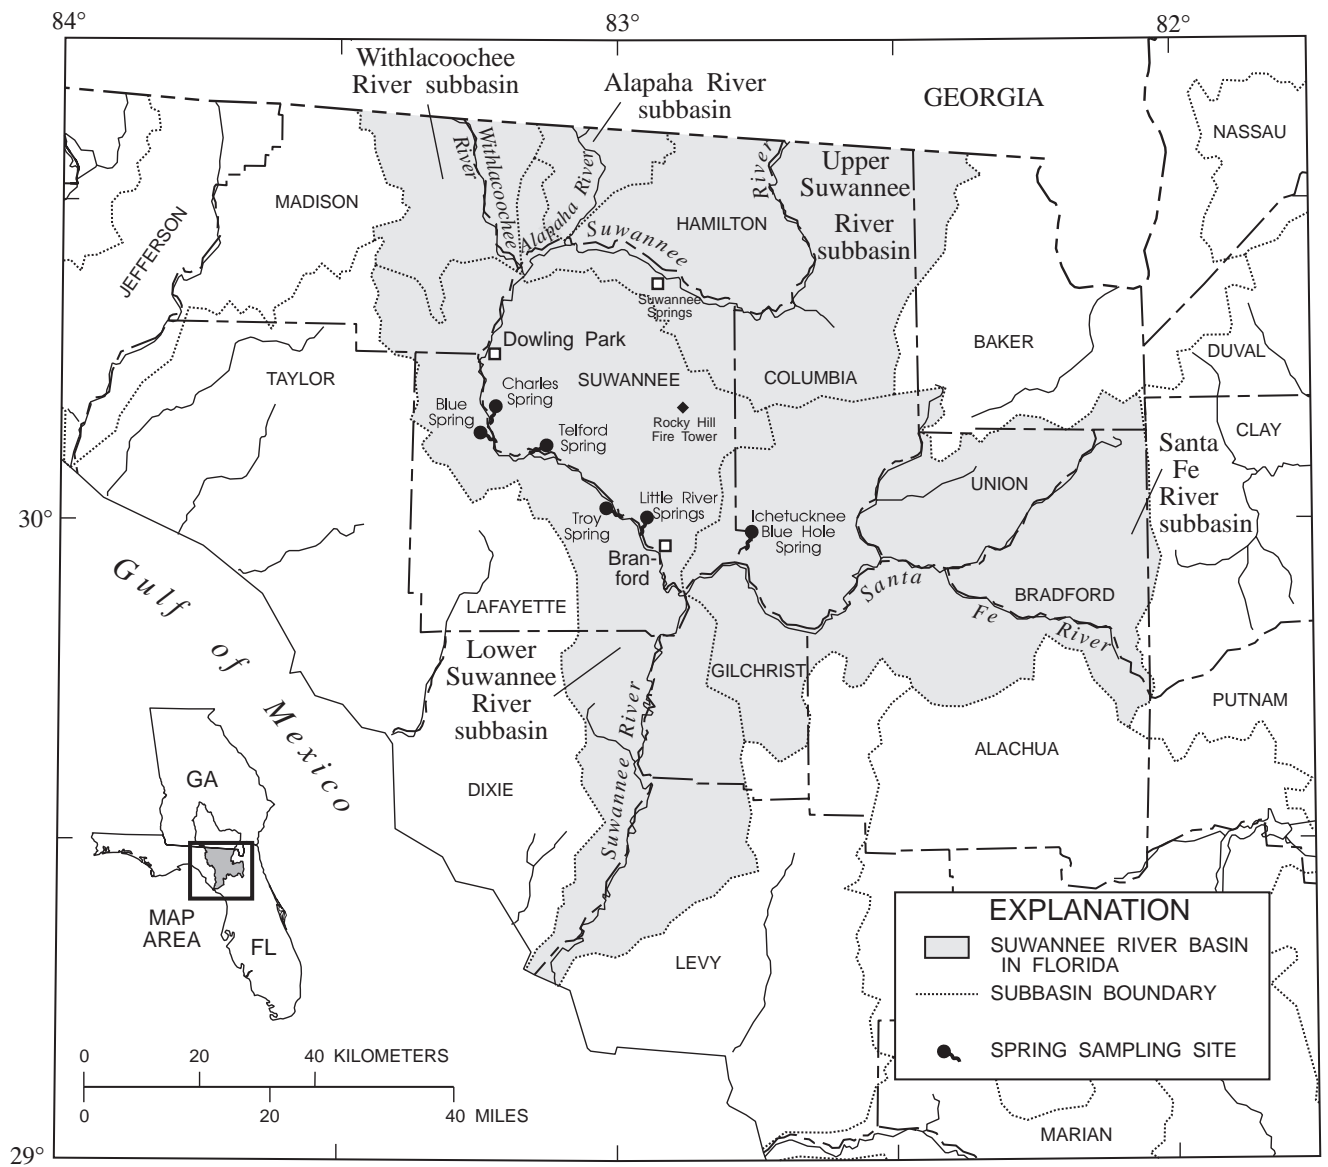 84°
83°
82°
Withlacoochee
River subbasin
Alapaha River
subbasin
GEORGIA
NASSAU
Withlacoochee
River
Alapaha River
River
Upper
Suwannee
River
subbasin
MADISON
JEFFERSON
HAMILTON
Suwannee
Suwannee
Springs
Dowling Park
BAKER
DUVAL
TAYLOR
SUWANNEE
COLUMBIA
Charles
Spring
Blue
Spring
Rocky Hill
Fire Tower
Telford
Spring
CLAY
Santa
Fe
River
subbasin
UNION
Little River
Springs
Troy
Spring
Ichetucknee
Blue Hole
Spring
30°
Bran-
ford
Gulf of Mexico
LAFAYETTE
Santa
Fe
River
BRADFORD
Lower
Suwannee
River
subbasin
GILCHRIST
PUTNAM
ALACHUA
Suwannee River
DIXIE
GA
MAP
AREA
FL
LEVY
EXPLANATION
SUWANNEE RIVER BASIN
IN FLORIDA
SUBBASIN BOUNDARY
SPRING SAMPLING SITE
0 20 40 KILOMETERS
0 20 40 MILES
MARIAN
29°